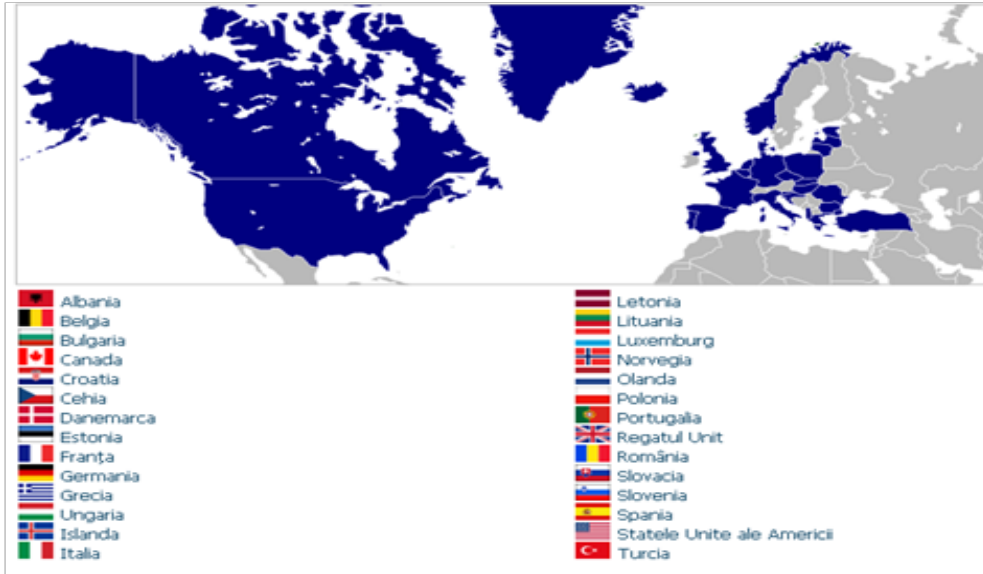 Albania
Belgia
Bulgaria
Canada
Croatia
Cehia
Danemarca
Estonia
Franța
Germania
Grecia
Ungaria
Islanda
Italia
Letonia
Lituania
Luxemburg
Norvegia
Olanda
Polonia
Portugalia
Regatul Unit
România
Slovacia
Slovenia
Spania
Statele Unite ale Americii
Turcia